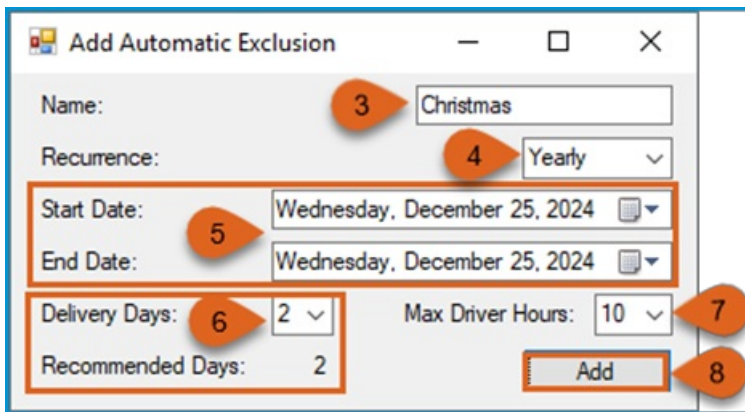 Add Automatic Exclusion
Name: 3 Christmas
Recurrence: 4 Yearly
Start Date: Wednesday, December 25, 2024
5
End Date: Wednesday, December 25, 2024
Delivery Days: 6 2 Max Driver Hours: 10 7
Recommended Days: 2 Add 8